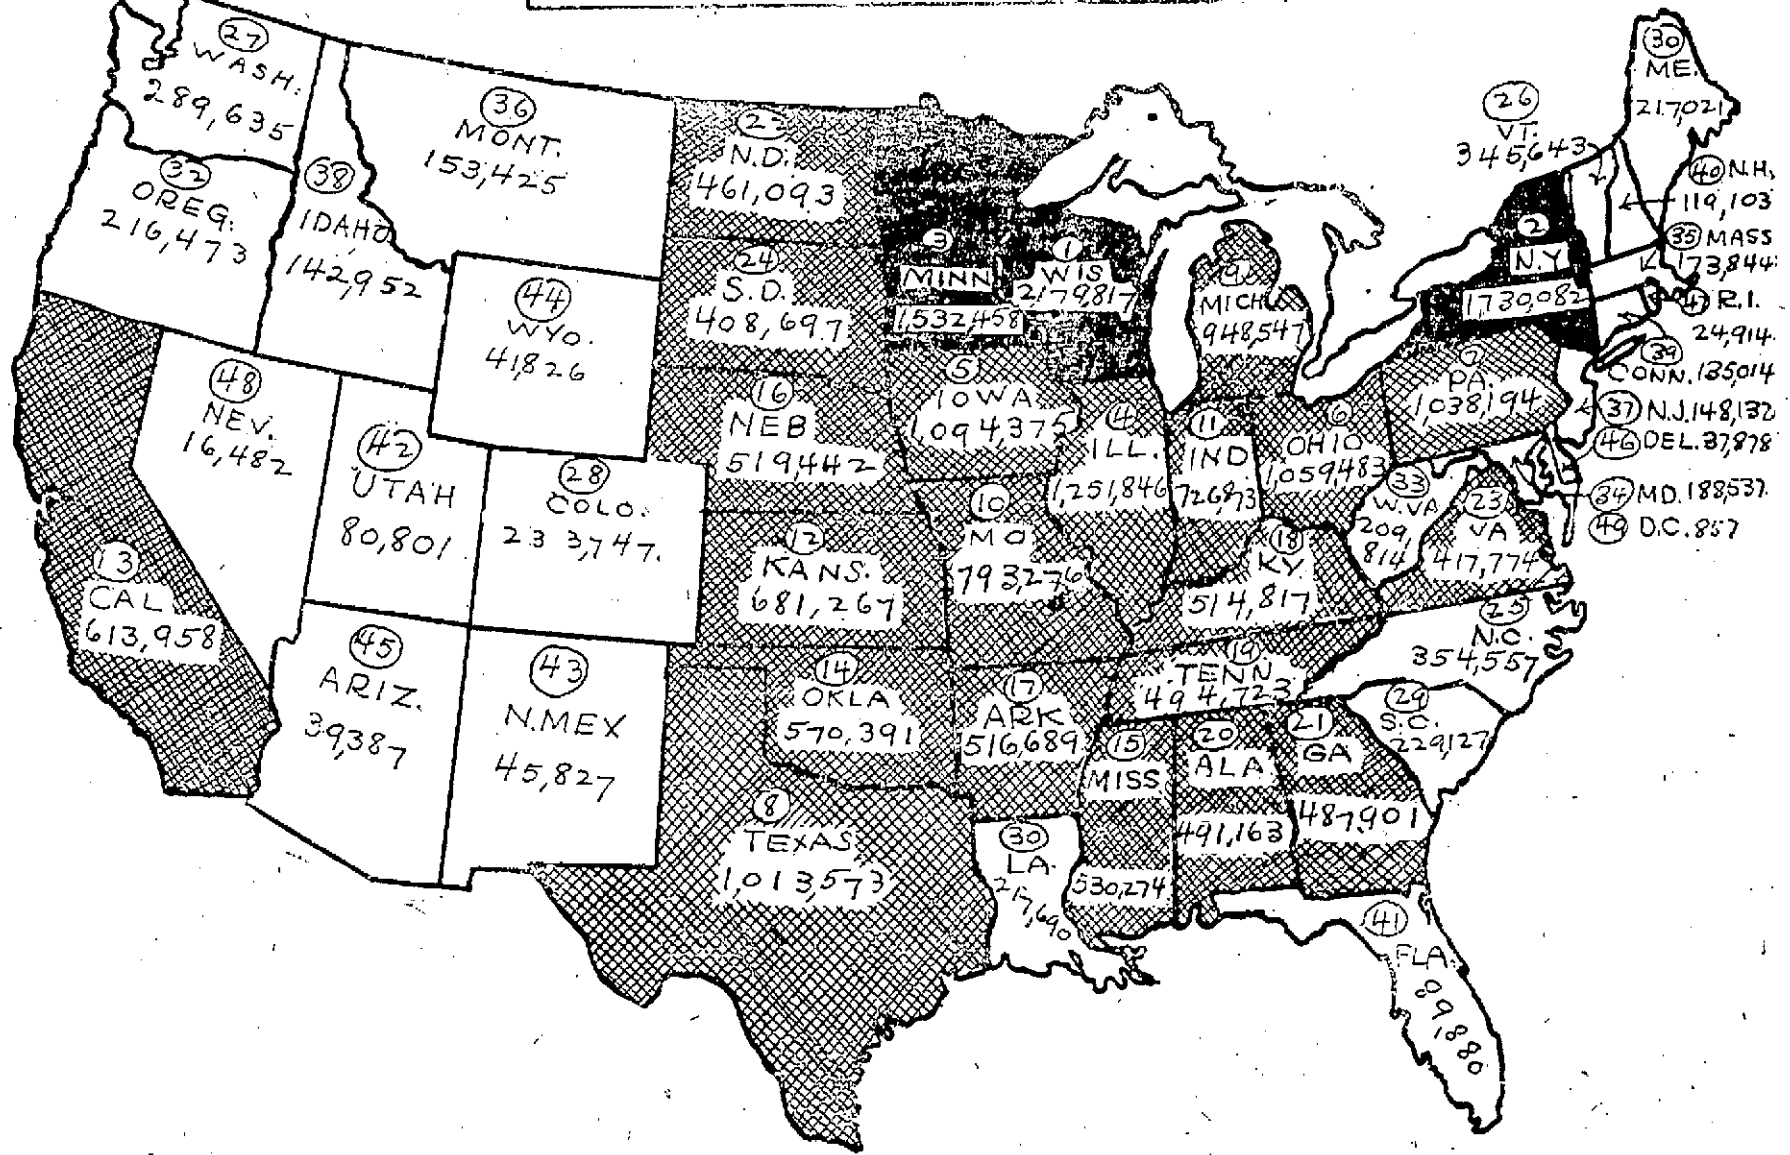 27
WASH.
289,635
32
OREG.
216,473
38
IDAHO
142,952
36
MONT.
153,425
44
WYO.
41,826
48
NEV.
16,482
42
UTAH
80,801
28
COLO.
233,747.
13
CAL
613,958
45
ARIZ.
39,387
43
N.MEX
45,827
N.D.
461,093
24
S.D.
408,697
16
NEB
519,442
12
KANS.
681,267
14
OKLA
570,391
8
TEXAS
1,013,573
3
MINN
1,532,458
1
WIS
2,179,817
5
IOWA
1,094,375
10
MO
793,276
17
ARK.
516,689
30
LA.
217,690
4
ILL.
1,251,846
9
MICH.
948,547
11
IND
726,873
6
OHIO
1,059,483
18
KY.
514,817
19
TENN
494,723
15
MISS
530,274
20
ALA
491,163
21
GA
487,901
41
FLA.
89,880
29
S.C.
229,127
25
N.C.
354,557
23
VA
417,774
33
W.VA
209,
814
7
PA.
1,038,194
2
N.Y
1,730,082
26
VT.
345,643
30
ME.
217,021
40 N.H.
119,103
35 MASS
173,844
47 R.I.
24,914
39
CONN. 135,014
37 N.J. 148,132
46 DEL. 37,878
34 MD. 188,537
49 D.C. 857